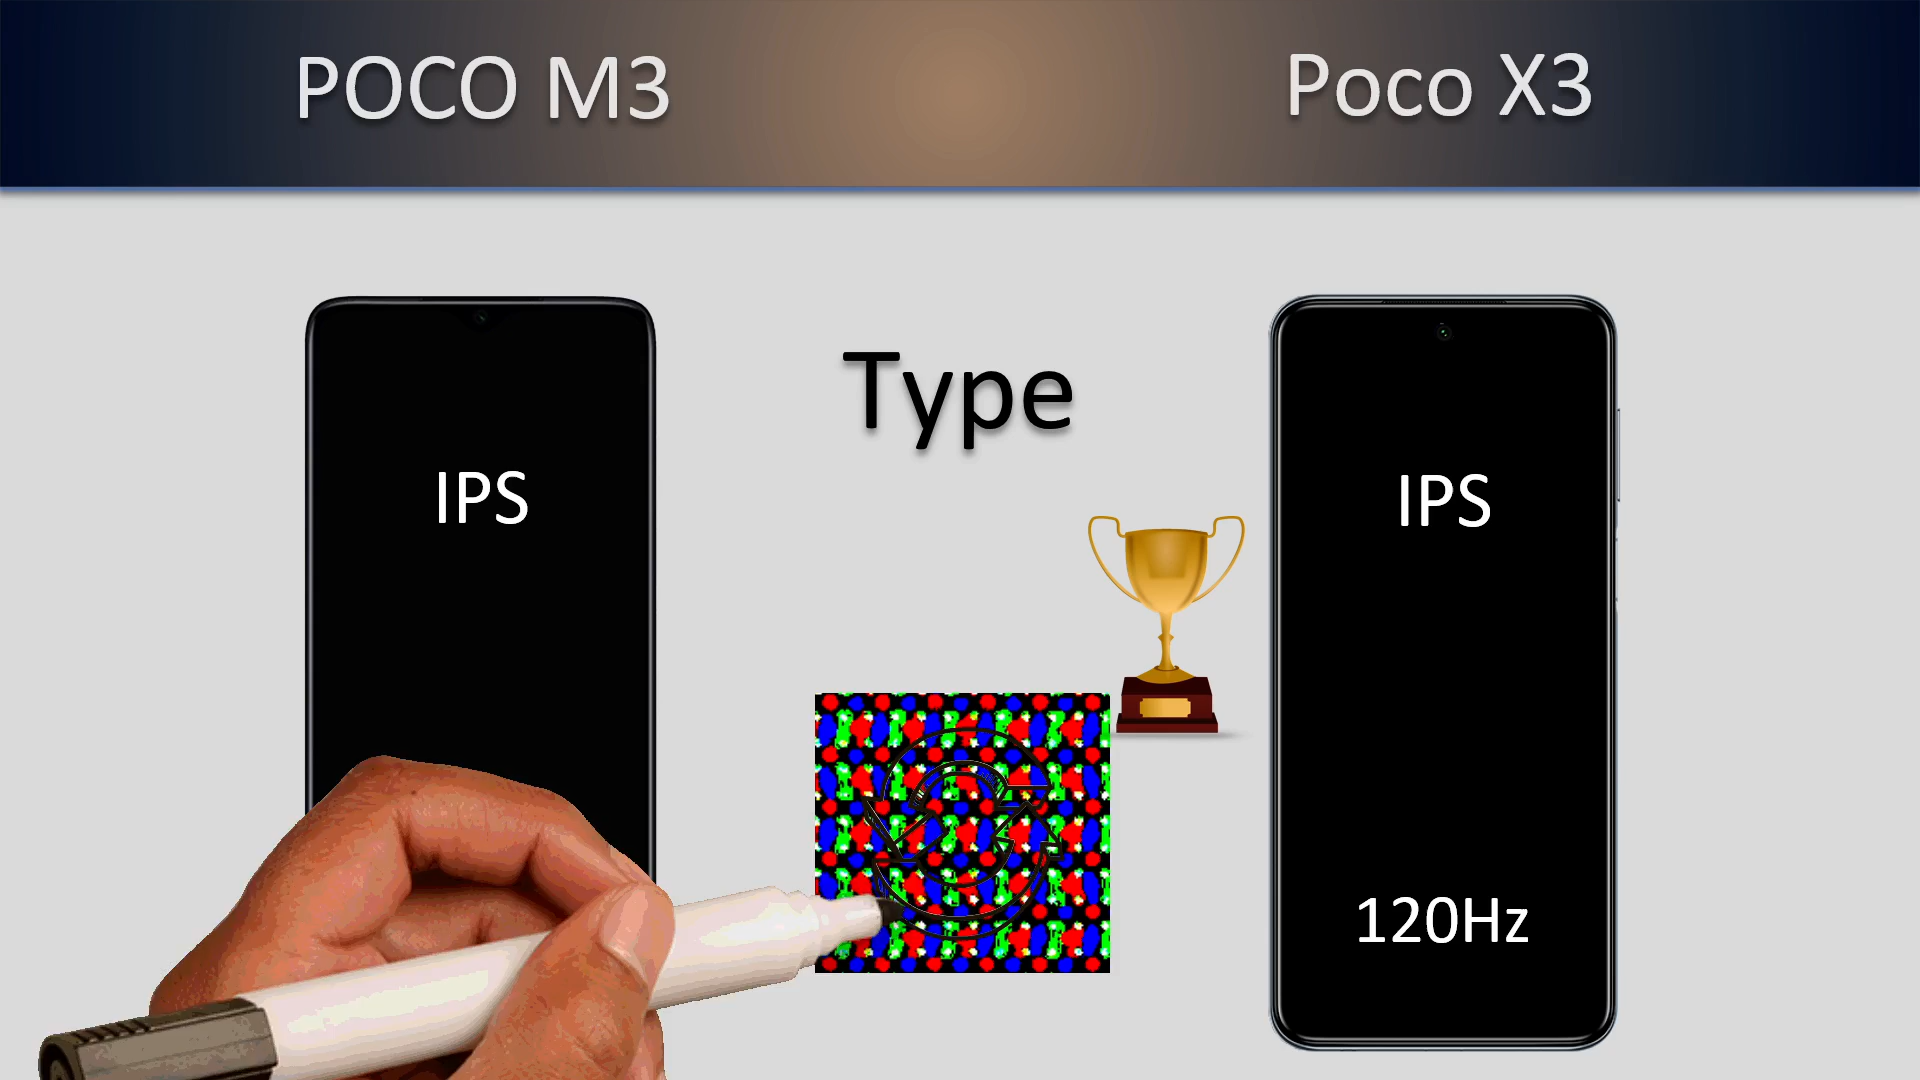 POCO M3
Poco X3
Type
IPS
IPS
120Hz